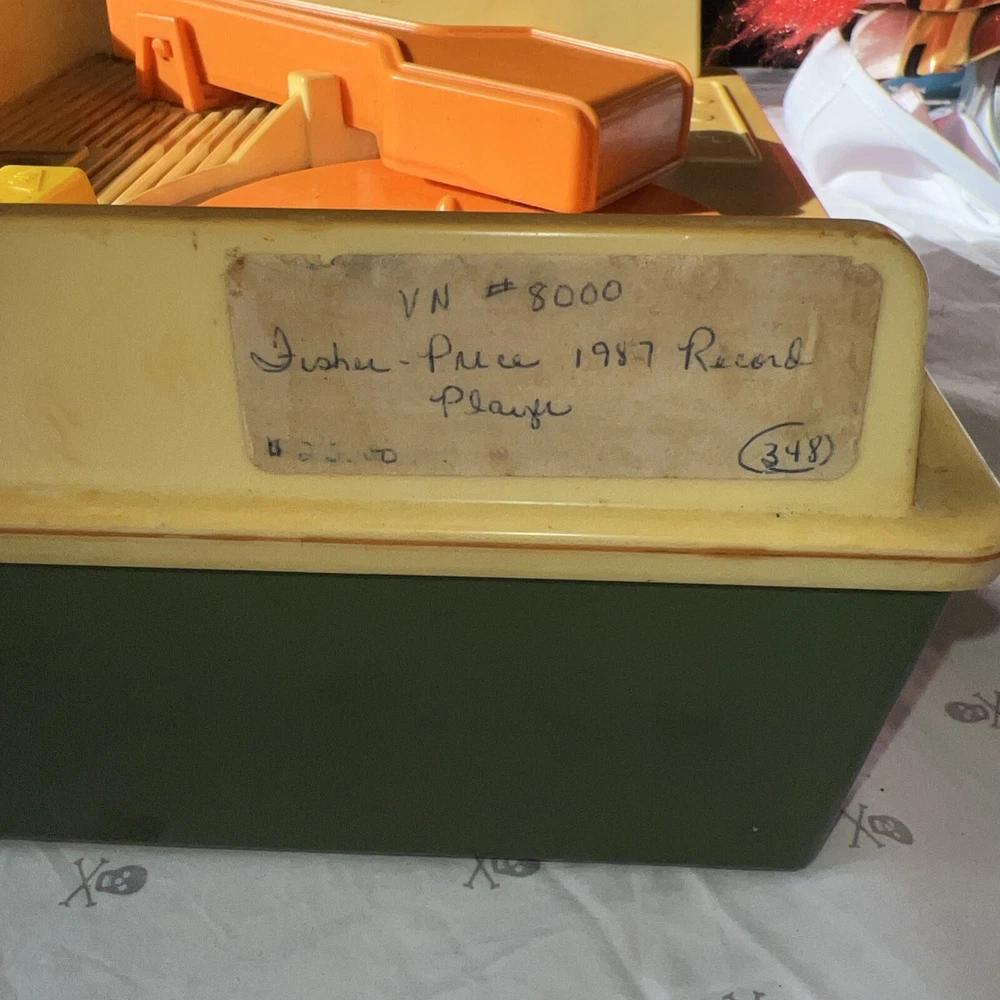 VN #8000
Fisher-Price 1987 Record
Player
(348)